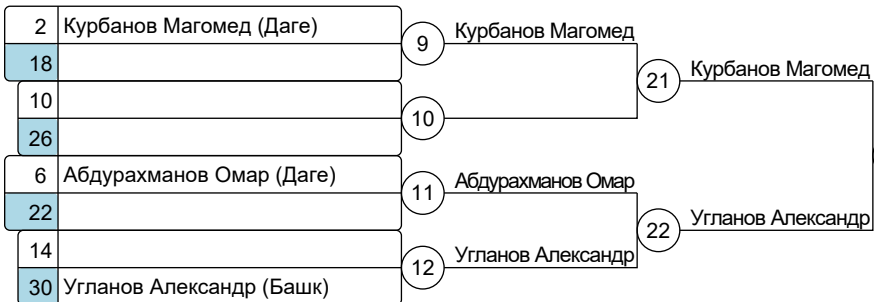 2 Курбанов Магомед (Даге)
18
10
26
6 Абдурахманов Омар (Даге)
22
14
30 Угланов Александр (Башк)
9 Курбанов Магомед
10
11 Абдурахманов Омар
12 Угланов Александр
21 Курбанов Магомед
22 Угланов Александр